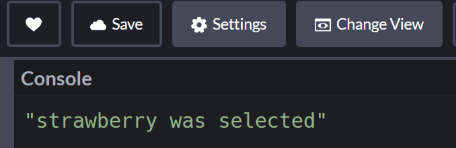 Save Settings Change View
Console
"strawberry was selected"